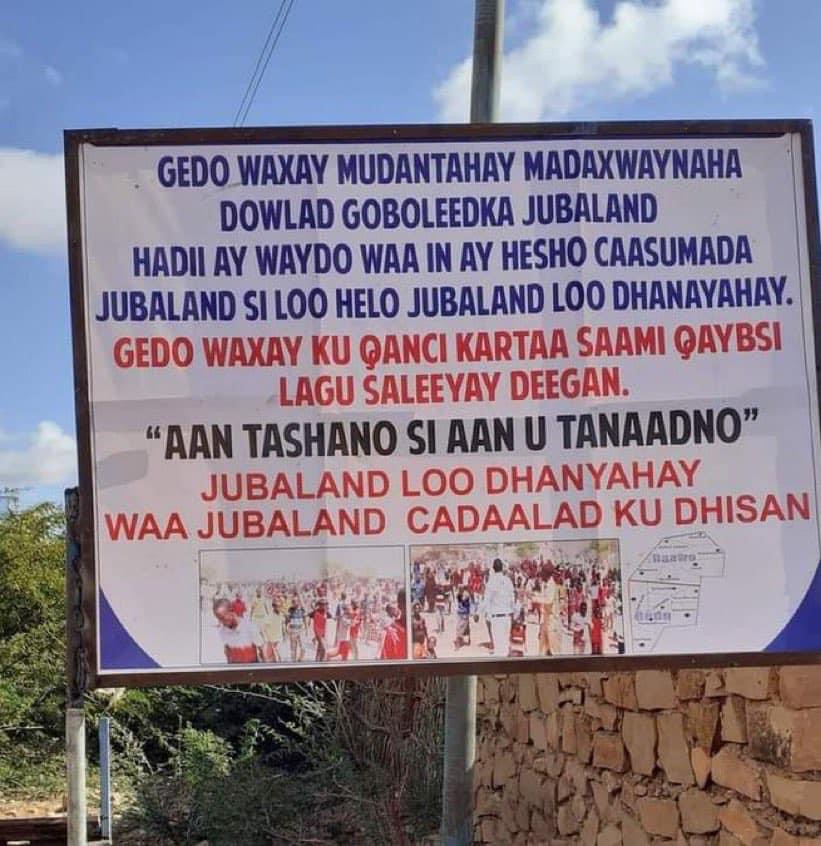 GEDO WAXAY MUDANTAHAY MADAXWAYNAHA
DOWLAD GOBOLEEDKA JUBALAND
HADII AY WAYDO WAA IN AY HESHO CAASUMADA
JUBALAND SI LOO HELO JUBALAND LOO DHANAYAHAY.
GEDO WAXAY KU QANCI KARTAA SAAMI QAYBSI
LAGU SALEEYAY DEEGAN.
“AAN TASHANO SI AAN U TANAADNO”
JUBALAND LOO DHANYAHAY
WAA JUBALAND CADAALAD KU DHISAN